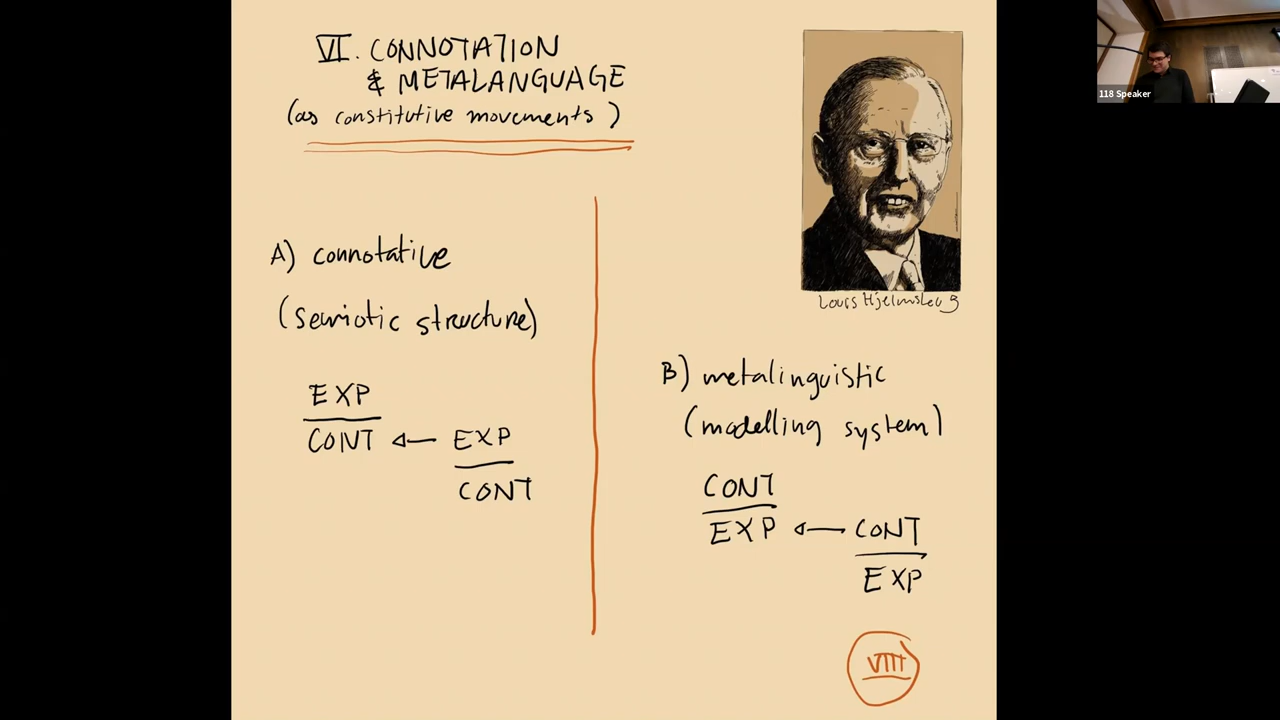 VI. CONNOTATION
& METALANGUAGE
(as constitutive movements)
Louis Hjelmslev
A) connotative
(semiotic structure)
EXP
CONT ← EXP
CONT
B) metalinguistic
(modelling system)
CONT
EXP ← CONT
EXP
VIII
118 Speaker